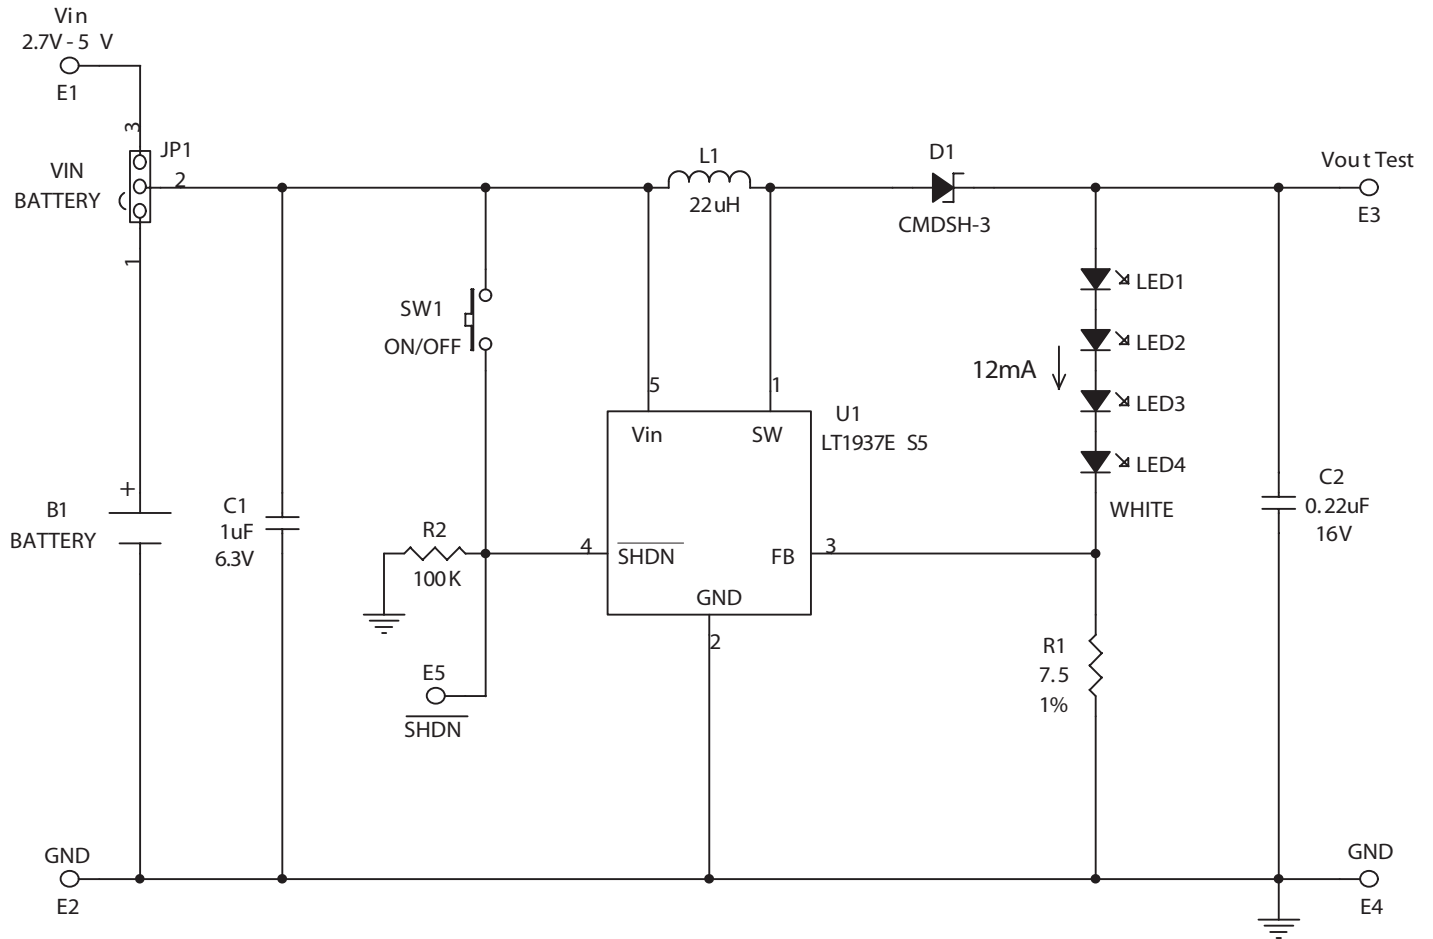 Vin
2.7V - 5 V
E1
3
JP1
VIN
BATTERY
2
1
L1
22uH
D1
CMDSH-3
Vout Test
E3
SW1
ON/OFF
LED1
LED2
12mA
LED3
LED4
WHITE
5
1
U1
LT1937E S5
Vin
SW
B1
BATTERY
+
C1
1uF
6.3V
R2
100K
4
SHDN
FB
3
GND
2
C2
0.22uF
16V
E5
SHDN
R1
7.5
1%
GND
E2
GND
E4